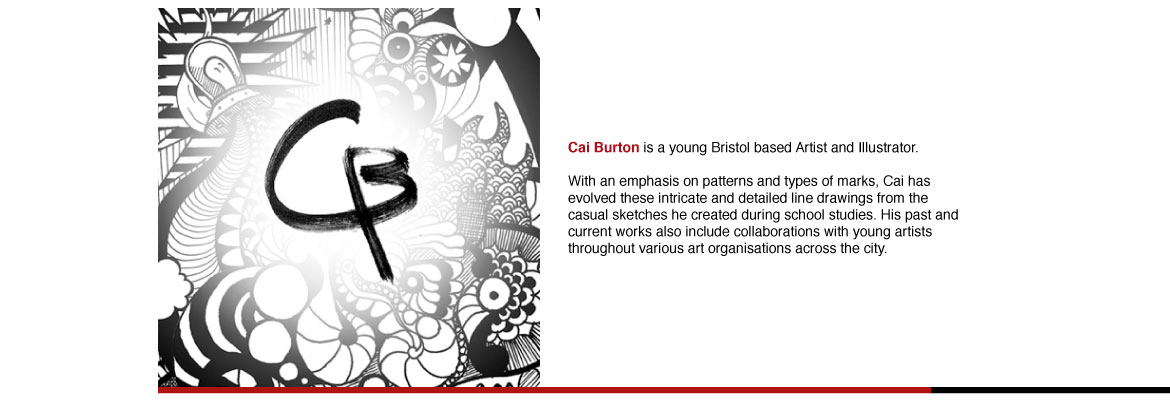 CB
Cai Burton is a young Bristol based Artist and Illustrator.
With an emphasis on patterns and types of marks, Cai has
evolved these intricate and detailed line drawings from the
casual sketches he created during school studies. His past and
current works also include collaborations with young artists
throughout various art organisations across the city.